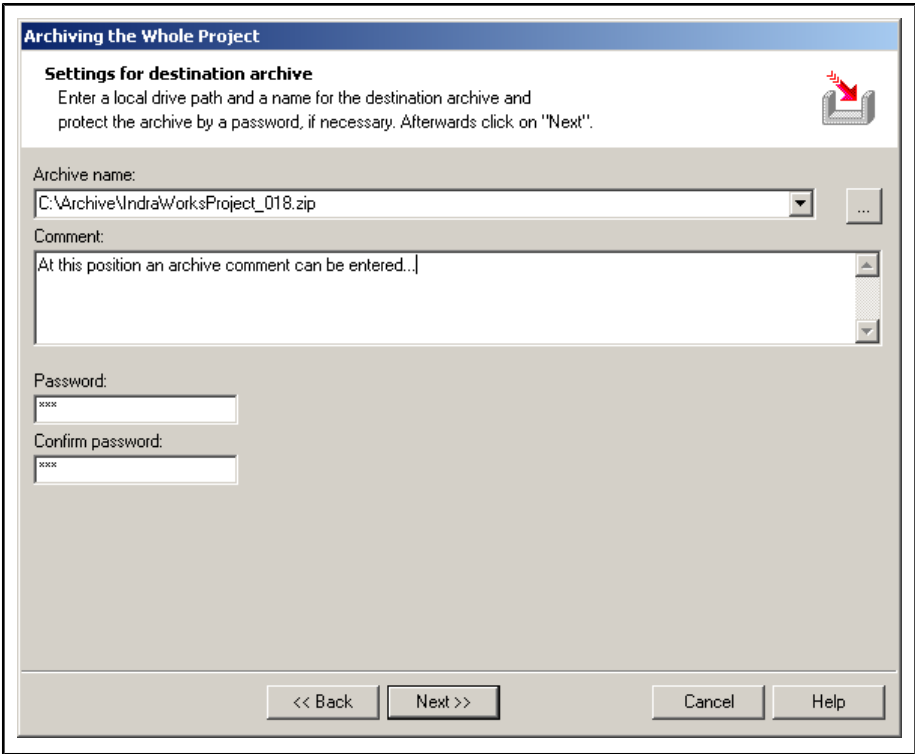 Archiving the Whole Project
Settings for destination archive
Enter a local drive path and a name for the destination archive and
protect the archive by a password, if necessary. Afterwards click on "Next".
Archive name:
C:\Archive\IndraWorksProject_018.zip
...
Comment:
At this position an archive comment can be entered...
Password:
***
Confirm password:
***
<< Back
Next >>
Cancel
Help